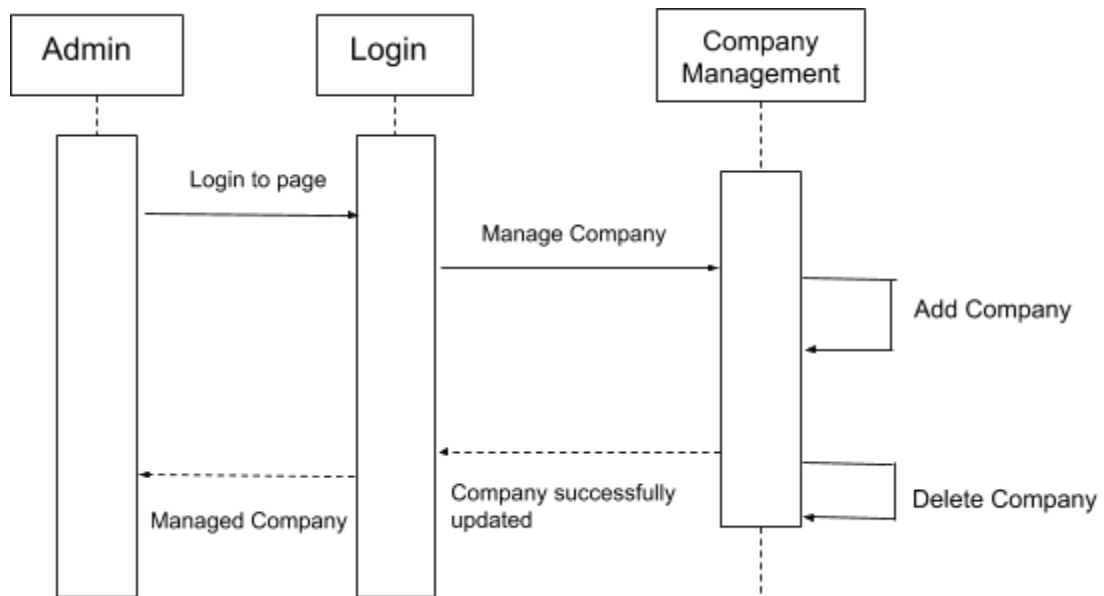 Admin
Login
Company
Management
Login to page
Manage Company
Add Company
Company successfully
updated
Managed Company
Delete Company